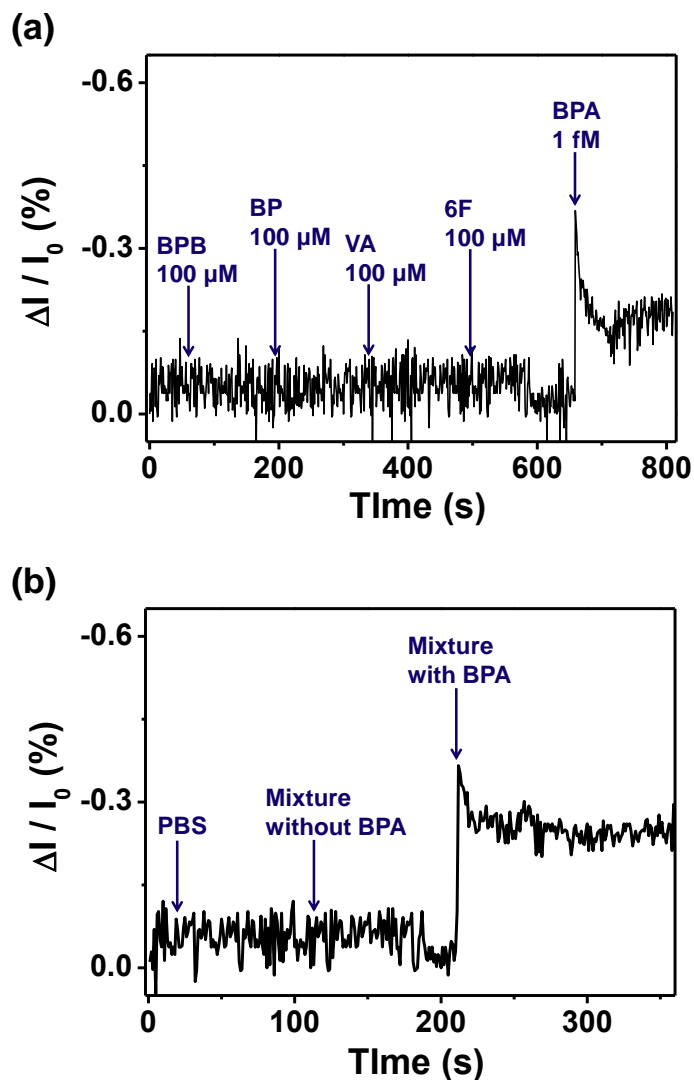 (a)
-0.6
-0.3
0.0
ΔI / I0 (%)
BPB
100 µM
BP
100 µM
VA
100 µM
6F
100 µM
BPA
1 fM
0 200 400 600 800
TIme (s)
(b)
-0.6
-0.3
0.0
ΔI / I0 (%)
PBS
Mixture
without BPA
Mixture
with BPA
0 100 200 300
TIme (s)